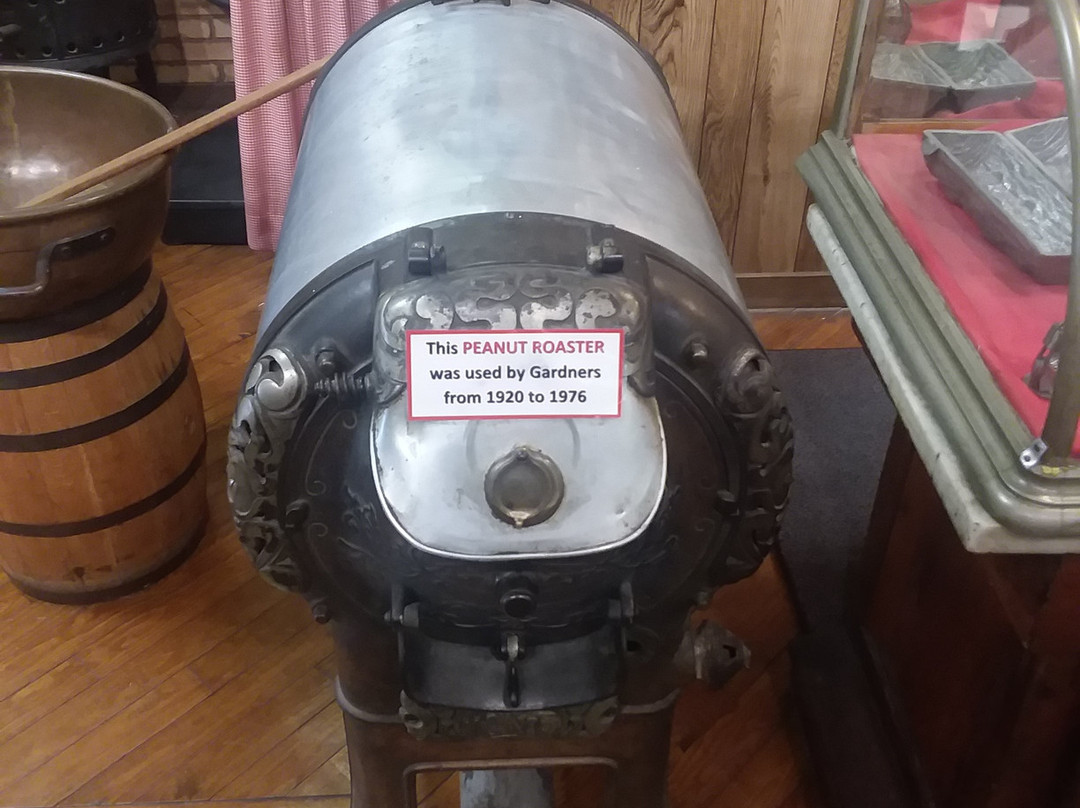 This PEANUT ROASTER
was used by Gardners
from 1920 to 1976